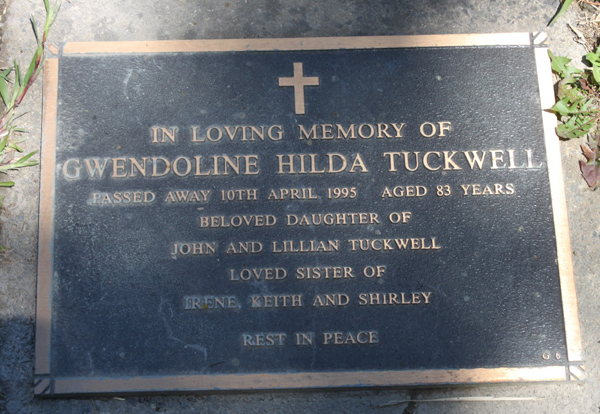 IN LOVING MEMORY OF
GWENDOLINE HILDA TUCKWELL
PASSED AWAY 10TH APRIL 1995 AGED 83 YEARS
BELOVED DAUGHTER OF
JOHN AND LILLIAN TUCKWELL
LOVED SISTER OF
IRENE, KEITH AND SHIRLEY
REST IN PEACE
G 6